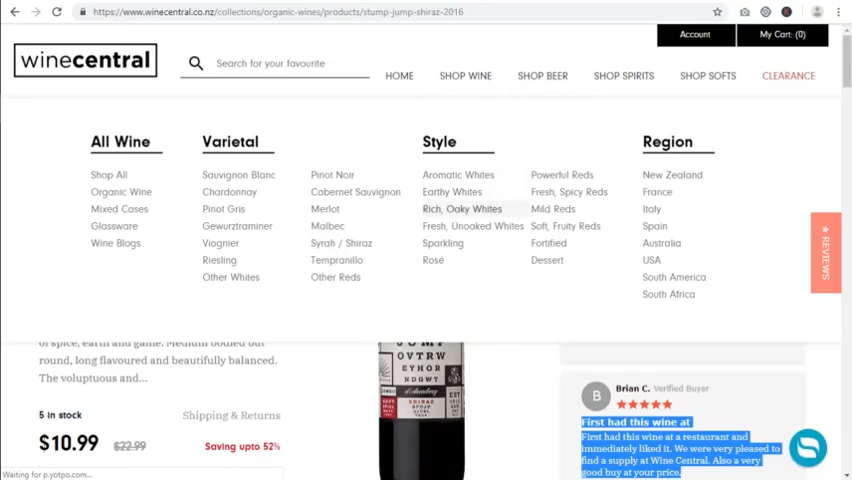 https://www.winecentral.co.nz/collections/organic-wines/products/stump-jump-shiraz-2016
Account
My Cart: (0)
winecentral
Search for your favourite
HOME
SHOP WINE
SHOP BEER
SHOP SPIRITS
SHOP SOFTS
CLEARANCE
All Wine
Shop All
Organic Wine
Mixed Cases
Glassware
Wine Blogs
Varietal
Sauvignon Blanc
Chardonnay
Pinot Gris
Gewurztraminer
Viognier
Riesling
Other Whites
Pinot Noir
Cabernet Sauvignon
Merlot
Malbec
Syrah / Shiraz
Tempranillo
Other Reds
Style
Aromatic Whites
Earthy Whites
Rich, Oaky Whites
Fresh, Unoaked Whites
Sparkling
Rosé
Powerful Reds
Fresh, Spicy Reds
Mild Reds
Soft, Fruity Reds
Fortified
Dessert
Region
New Zealand
France
Italy
Spain
Australia
USA
South America
South Africa
★ REVIEWS
of spice, earth and game. Medium bodied but
round, long flavoured and beautifully balanced.
The voluptuous and...
5 in stock
Shipping & Returns
$10.99
$22.99
Saving upto 52%
OVTRW
EYHOR
NDGWT
SHIRAZ
B
Brian C. Verified Buyer
First had this wine at
First had this wine at a restaurant and
immediately liked it. We were very pleased to
find a supply at Wine Central. Also a very
good buy at your price.
Waiting for p.yotpo.com...